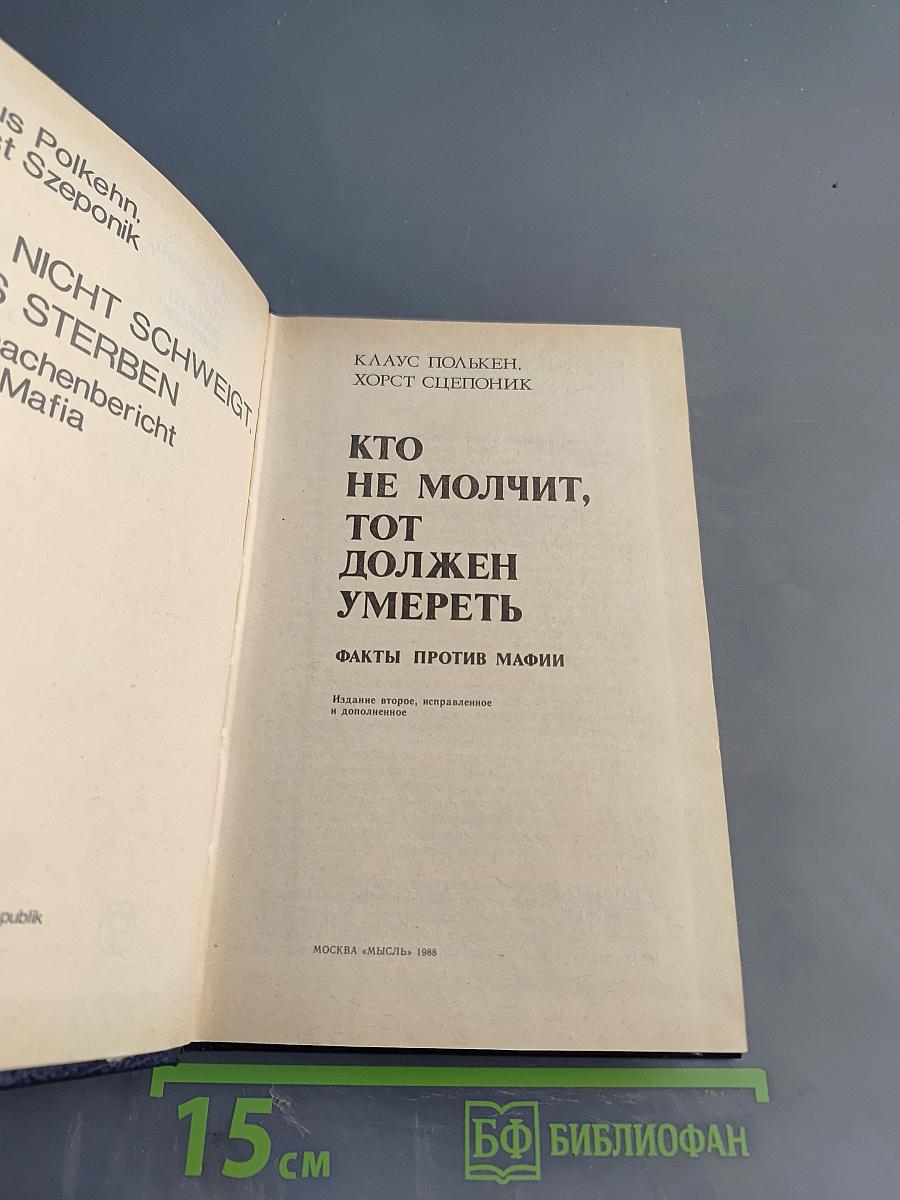 Polkehn,
Szeponik
NICHT SCHWEIGT,
STERBEN
Mafia
КЛАУС ПОЛЬКЕН,
ХОРСТ СЦЕПОНИК
КТО
НЕ МОЛЧИТ,
ТОТ
ДОЛЖЕН
УМЕРЕТЬ
ФАКТЫ ПРОТИВ МАФИИ
Издание второе, исправленное
и дополненное
МОСКВА «МЫСЛЬ» 1988
15 см
БФ БИБЛИОФАН